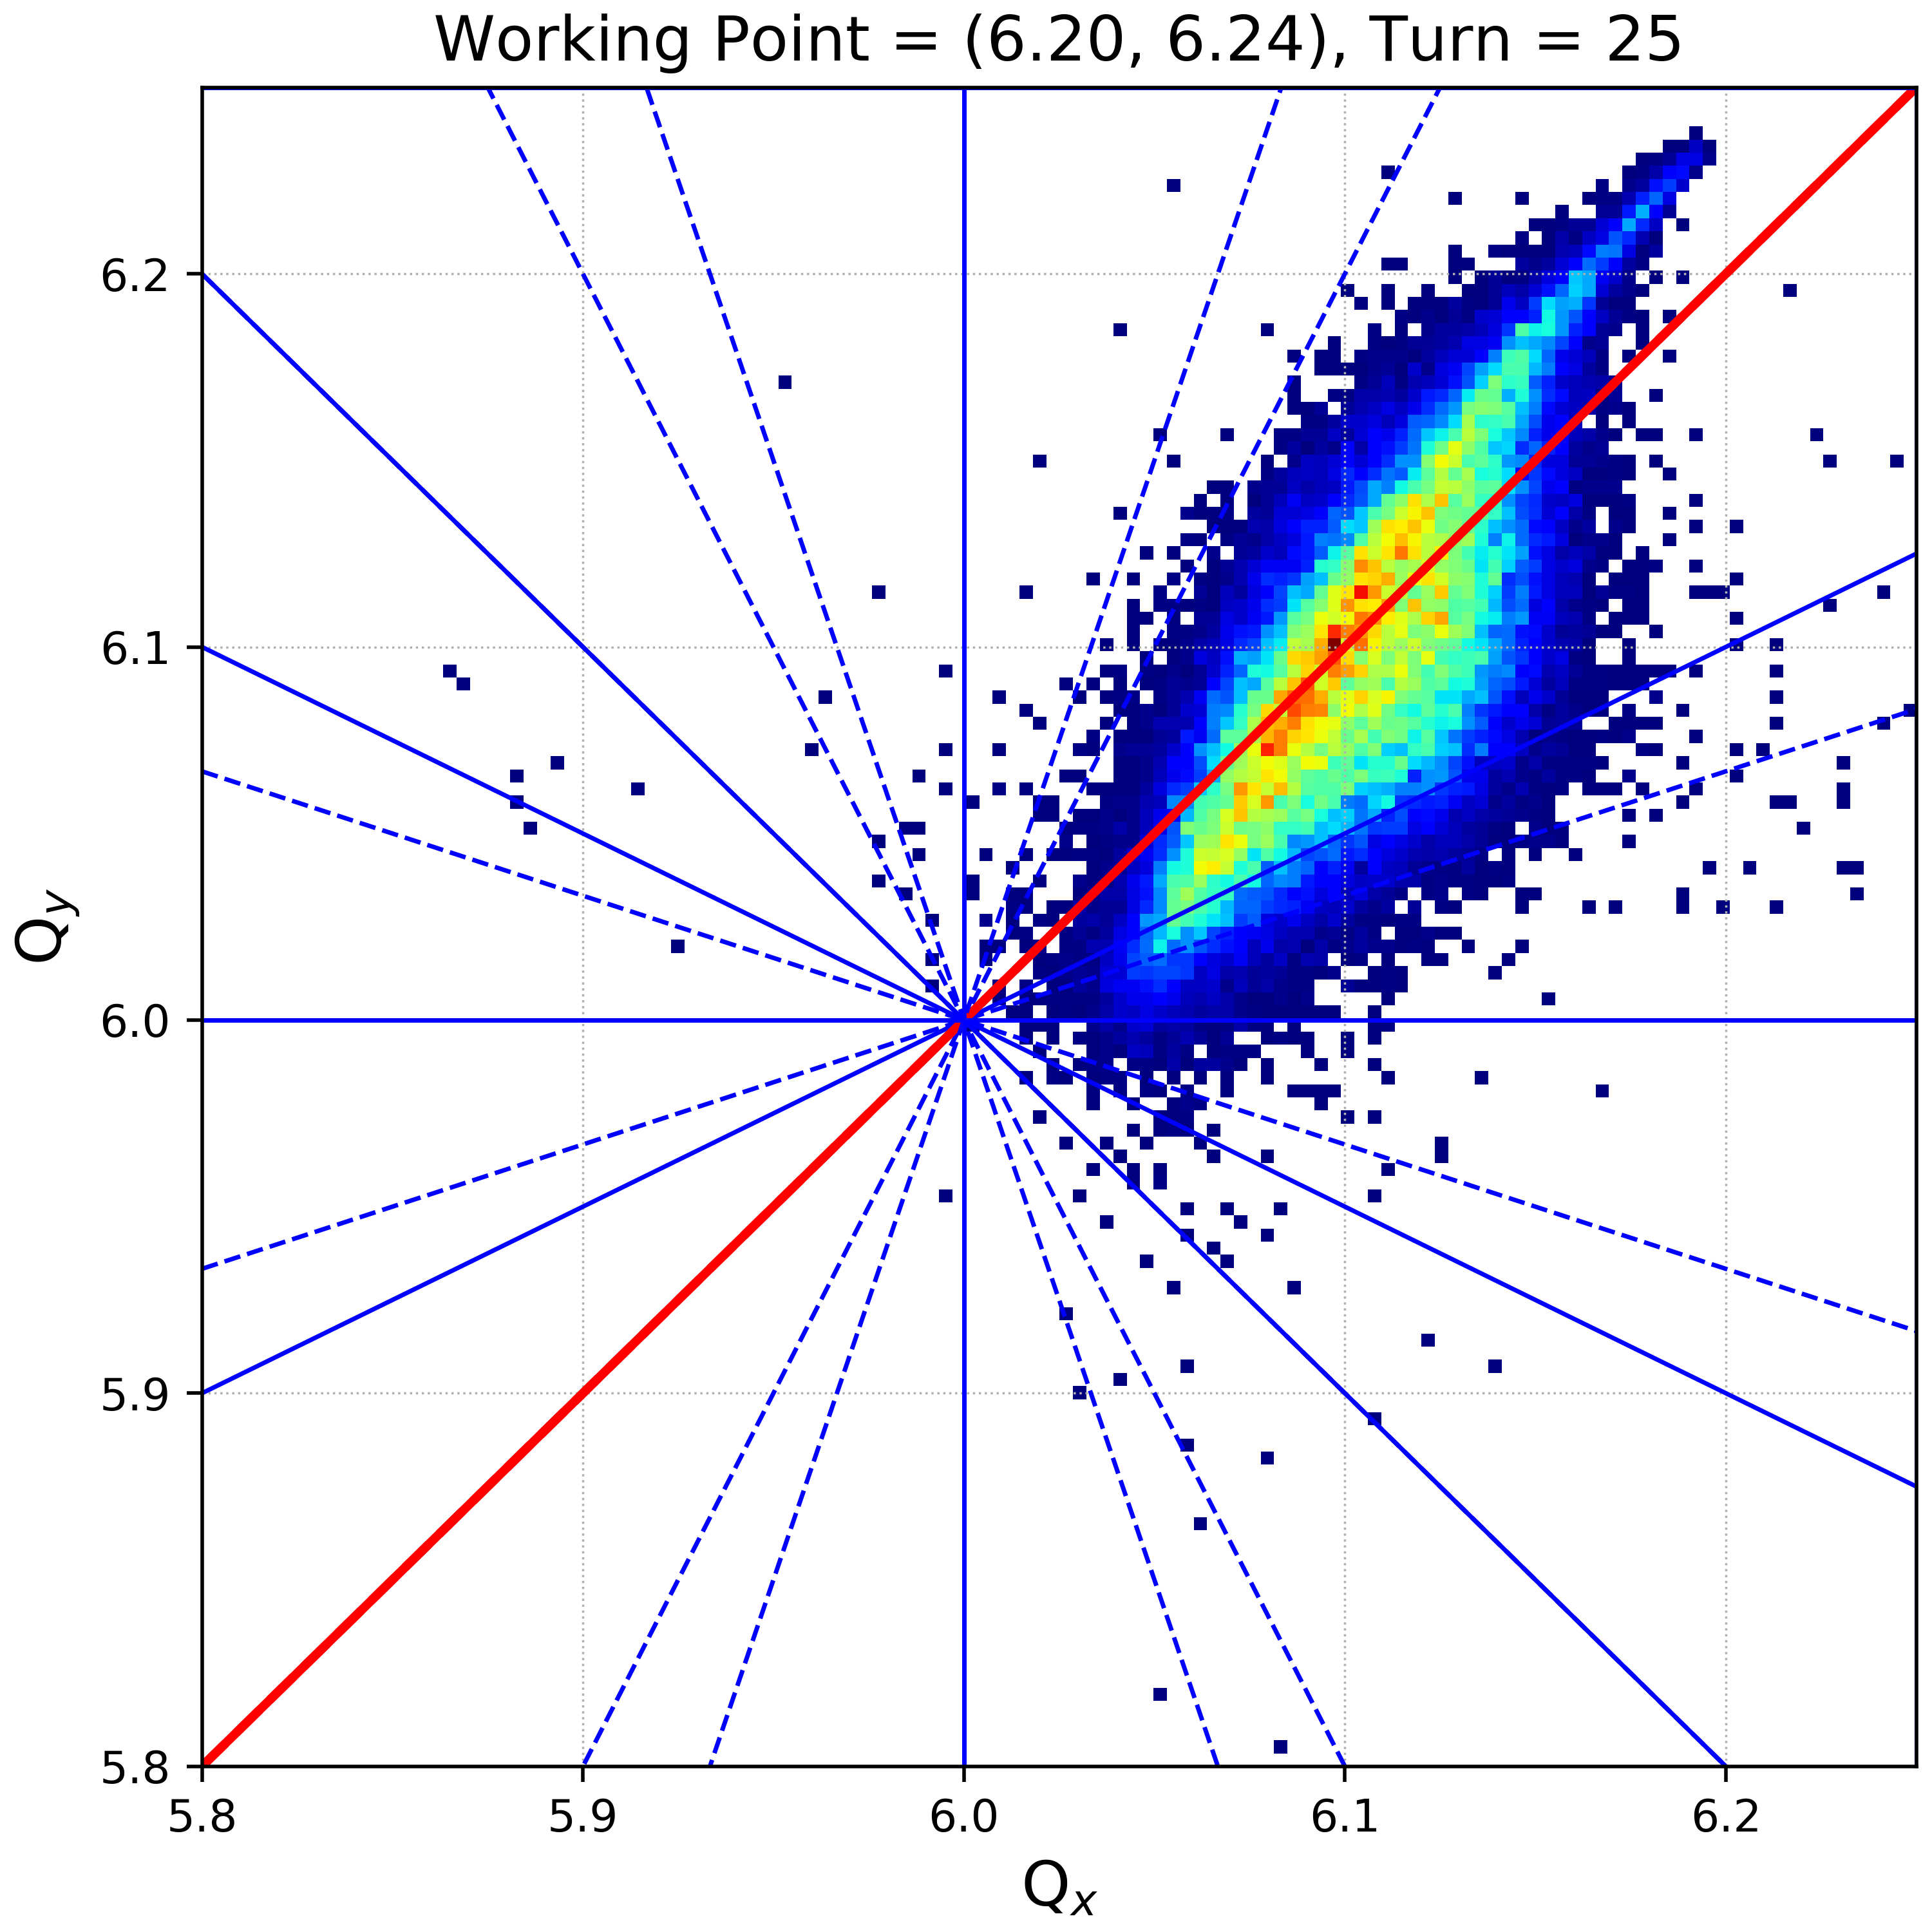 Working Point = (6.20, 6.24), Turn = 25
6.2
6.1
6.0
5.9
5.8
Qy
5.8 5.9 6.0 6.1 6.2
Qx